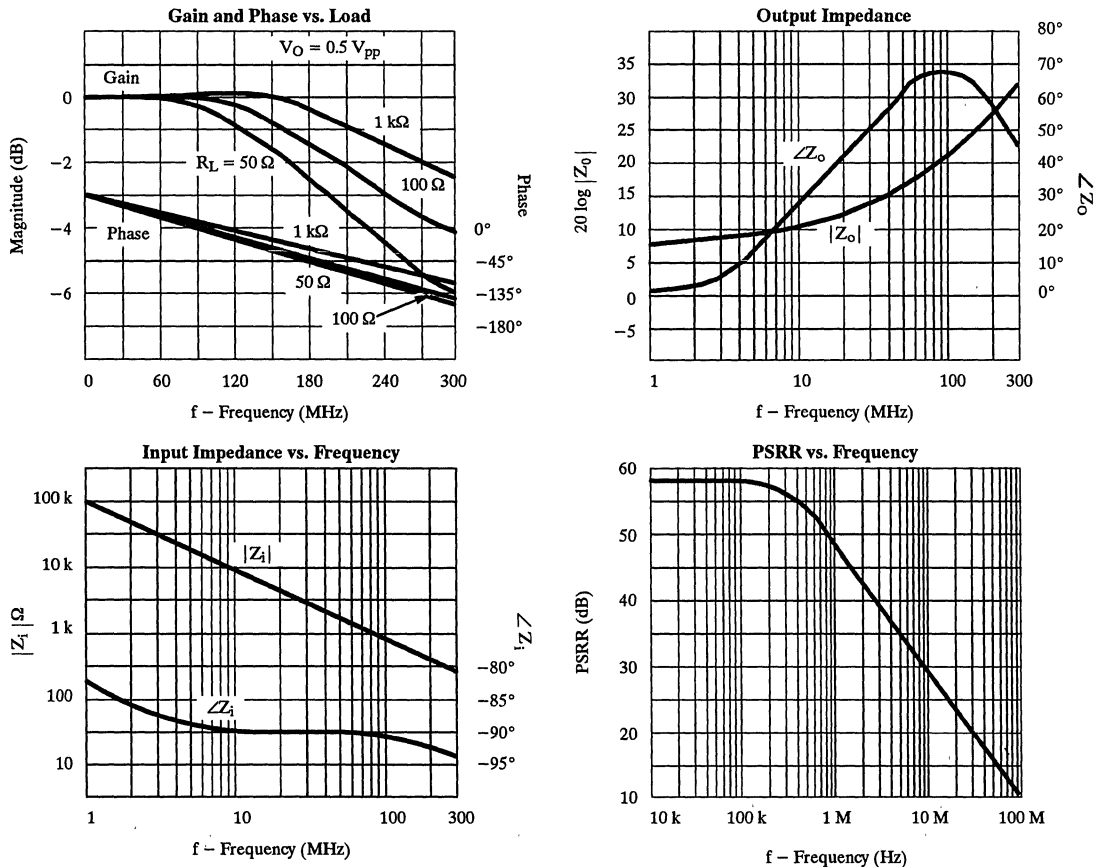 Gain and Phase vs. Load
V_O = 0.5 V_pp
Gain
1 kΩ
R_L = 50 Ω
100 Ω
Phase
1 kΩ
50 Ω
100 Ω
Magnitude (dB)
0
−2
−4
−6
Phase
0°
−45°
−135°
−180°
0 60 120 180 240 300
f − Frequency (MHz)
Output Impedance
20 log |Z_0|
35
30
25
20
15
10
5
0
−5
∠Z_o
|Z_o|
80°
70°
60°
50°
40°
30°
20°
10°
0°
∠Z_o
1 10 100 300
f − Frequency (MHz)
Input Impedance vs. Frequency
|Z_i| Ω
100 k
10 k
1 k
100
10
|Z_i|
∠Z_i
−80°
−85°
−90°
−95°
∠Z_i
1 10 100 300
f − Frequency (MHz)
PSRR vs. Frequency
PSRR (dB)
60
50
40
30
20
10
10 k 100 k 1 M 10 M 100 M
f − Frequency (Hz)